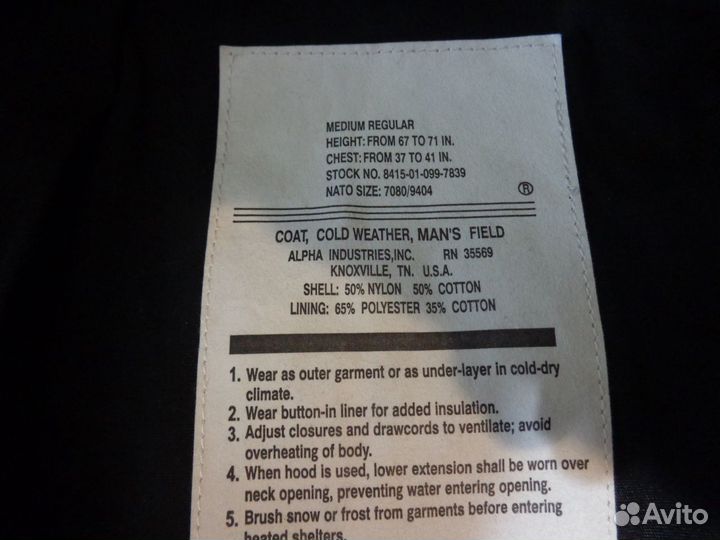 MEDIUM REGULAR
HEIGHT: FROM 67 TO 71 IN.
CHEST: FROM 37 TO 41 IN.
STOCK NO. 8415-01-099-7839
NATO SIZE: 7080/9404
®
COAT, COLD WEATHER, MAN'S FIELD
ALPHA INDUSTRIES,INC. RN 35569
KNOXVILLE, TN. U.S.A.
SHELL: 50% NYLON 50% COTTON
LINING: 65% POLYESTER 35% COTTON
1. Wear as outer garment or as under-layer in cold-dry
climate.
2. Wear button-in liner for added insulation.
3. Adjust closures and drawcords to ventilate; avoid
overheating of body.
4. When hood is used, lower extension shall be worn over
neck opening, preventing water entering opening.
5. Brush snow or frost from garments before entering
heated shelters.
Avito